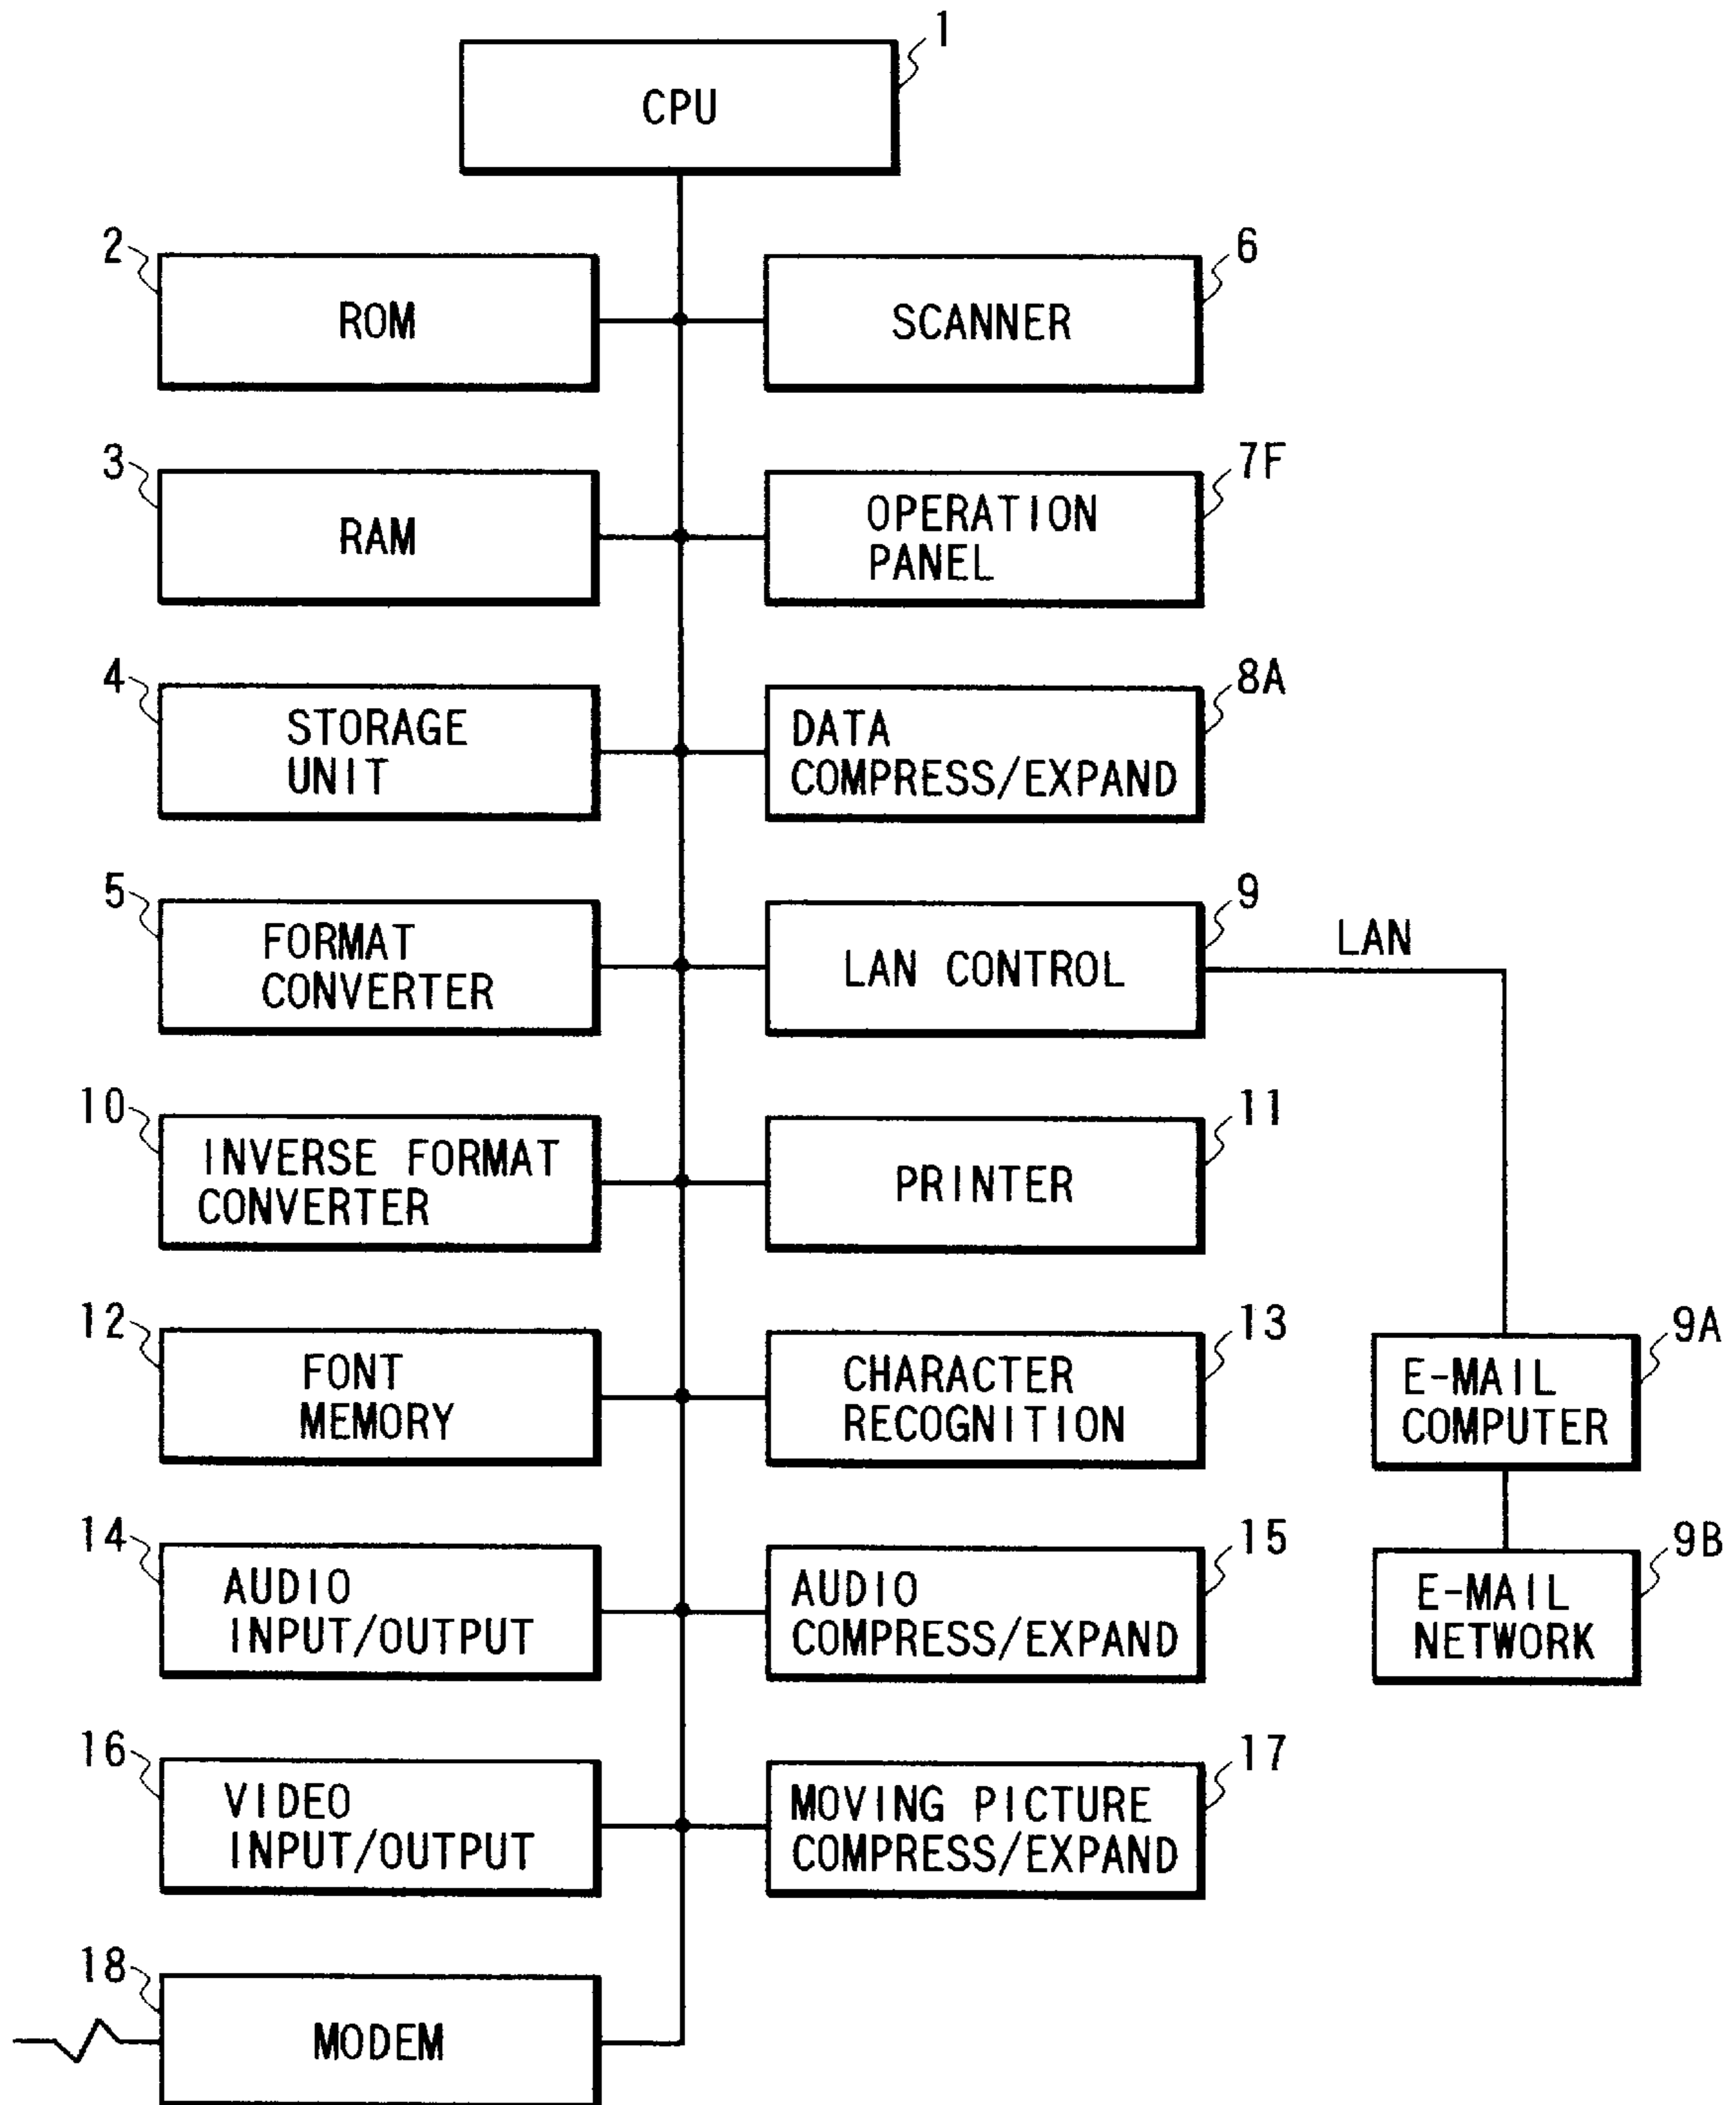 1
CPU
2
ROM
6
SCANNER
3
RAM
7F
OPERATION
PANEL
4
STORAGE
UNIT
8A
DATA
COMPRESS/EXPAND
5
FORMAT
CONVERTER
9
LAN CONTROL
LAN
10
INVERSE FORMAT
CONVERTER
11
PRINTER
12
FONT
MEMORY
13
CHARACTER
RECOGNITION
9A
E-MAIL
COMPUTER
14
AUDIO
INPUT/OUTPUT
15
AUDIO
COMPRESS/EXPAND
9B
E-MAIL
NETWORK
16
VIDEO
INPUT/OUTPUT
17
MOVING PICTURE
COMPRESS/EXPAND
18
MODEM